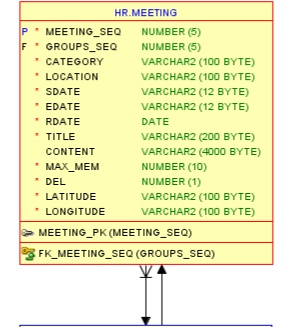 HR.MEETING
P * MEETING_SEQ NUMBER (5)
F * GROUPS_SEQ NUMBER (5)
* CATEGORY VARCHAR2 (100 BYTE)
* LOCATION VARCHAR2 (100 BYTE)
* SDATE VARCHAR2 (12 BYTE)
* EDATE VARCHAR2 (12 BYTE)
* RDATE DATE
* TITLE VARCHAR2 (200 BYTE)
CONTENT VARCHAR2 (4000 BYTE)
* MAX_MEM NUMBER (10)
* DEL NUMBER (1)
* LATITUDE VARCHAR2 (100 BYTE)
* LONGITUDE VARCHAR2 (100 BYTE)
MEETING_PK (MEETING_SEQ)
FK_MEETING_SEQ (GROUPS_SEQ)